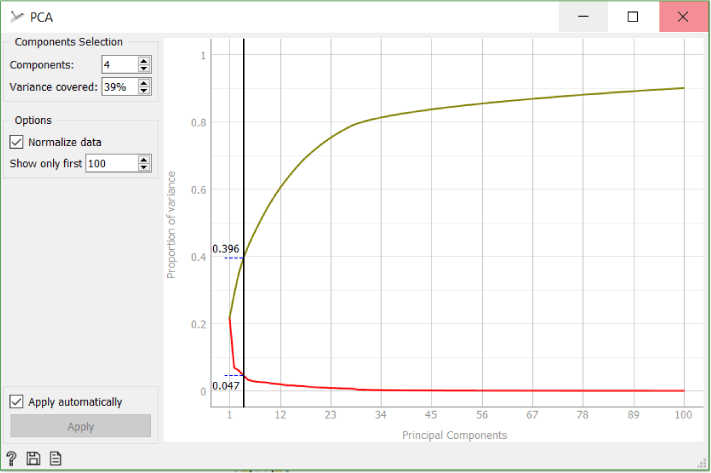 PCA
Components Selection
Components: 4
Variance covered: 39%
Options
Normalize data
Show only first 100
Apply automatically
Apply
Proportion of variance
1
0.8
0.6
0.4
0.2
0
0.396
0.047
1 12 23 34 45 56 67 78 89 100
Principal Components